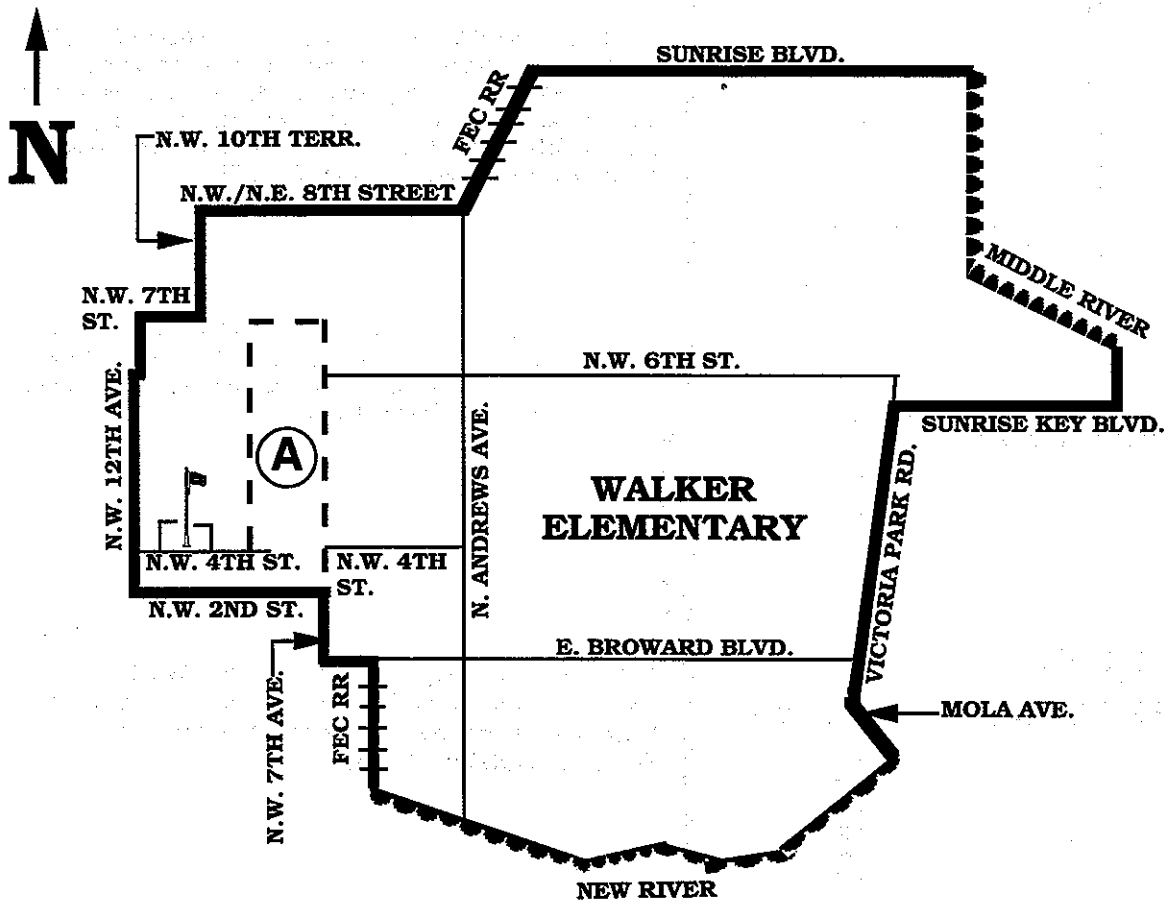 SUNRISE BLVD.
FEC RR
N
N.W. 10TH TERR.
N.W./N.E. 8TH STREET
MIDDLE RIVER
N.W. 7TH
ST.
N.W. 6TH ST.
N.W. 12TH AVE.
N. ANDREWS AVE.
SUNRISE KEY BLVD.
A
WALKER
ELEMENTARY
VICTORIA PARK RD.
N.W. 4TH ST.
N.W. 4TH
ST.
N.W. 2ND ST.
E. BROWARD BLVD.
N.W. 7TH AVE.
FEC RR
MOLA AVE.
NEW RIVER